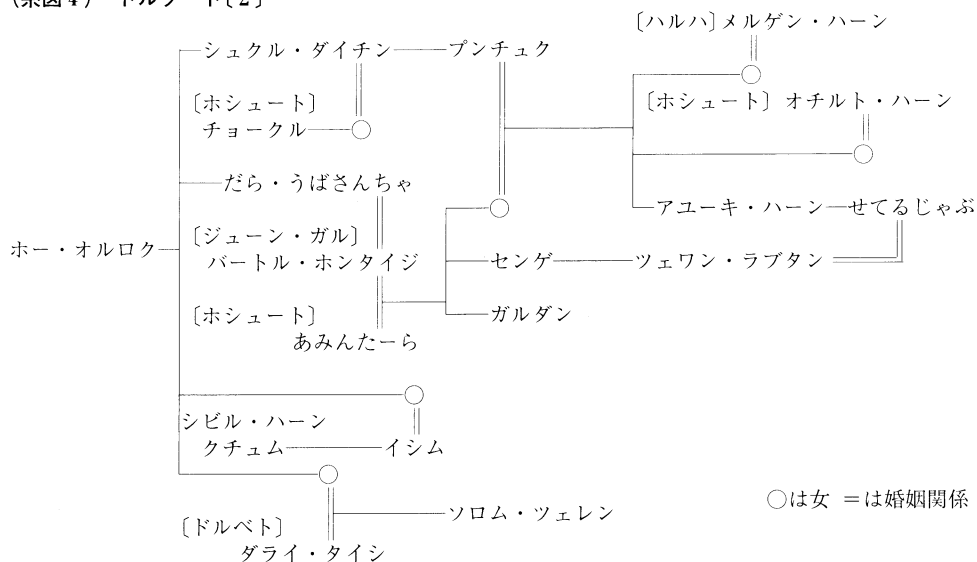 (系図4) トルグート〔2〕
〔ハルハ〕メルゲン・ハーン
シュクル・ダイチン プンチュク
〔ホシュート〕
チョークル
〔ホシュート〕オチルト・ハーン
だら・うばさんちゃ
アユーキ・ハーン せてるじゃぶ
ホー・オルロク
〔ジューン・ガル〕
バートル・ホンタイジ
センゲ ツェワン・ラブタン
〔ホシュート〕
あみんたーら
ガルダン
シビル・ハーン
クチュム イシム
〔ドルベト〕
ダライ・タイシ
ソロム・ツェレン
○は女 =は婚姻関係